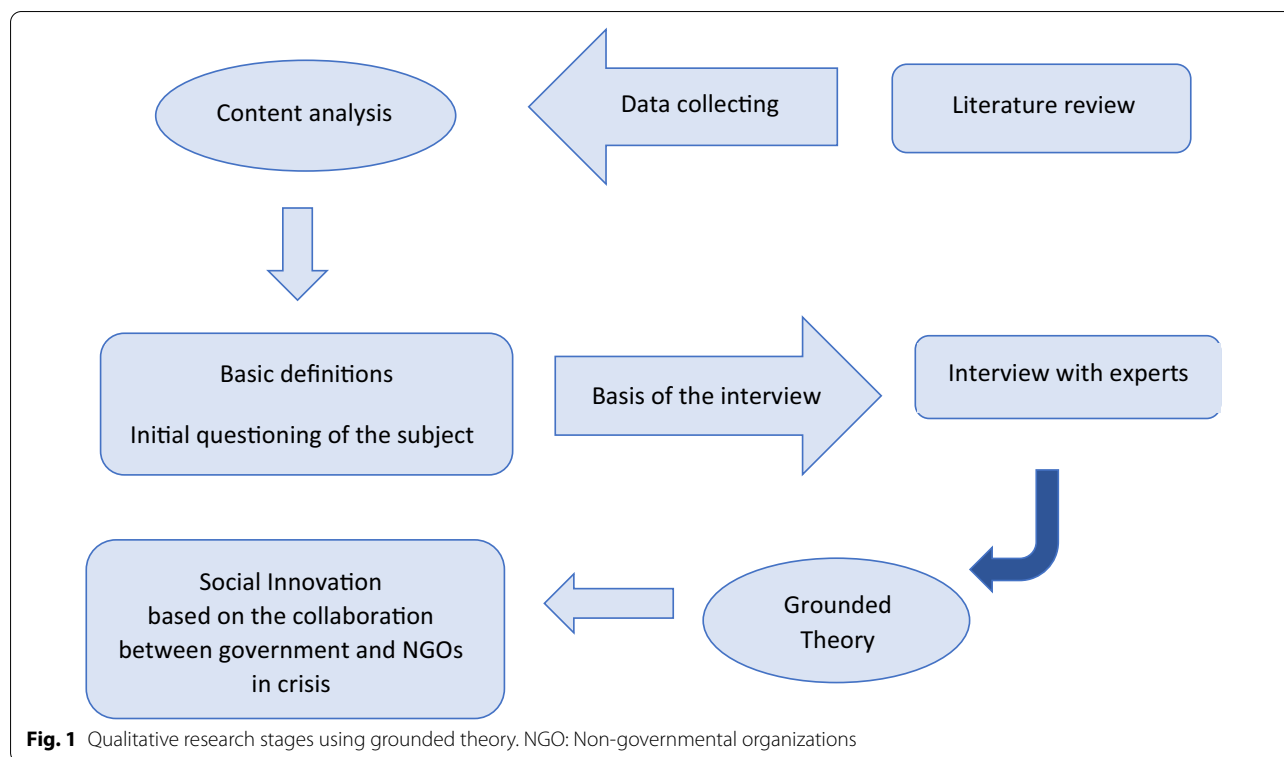 Content analysis
Data collecting
Literature review
Basic definitions
Initial questioning of the subject
Basis of the interview
Interview with experts
Social Innovation
based on the collaboration
between government and NGOs
in crisis
Grounded
Theory
Fig. 1 Qualitative research stages using grounded theory. NGO: Non-governmental organizations